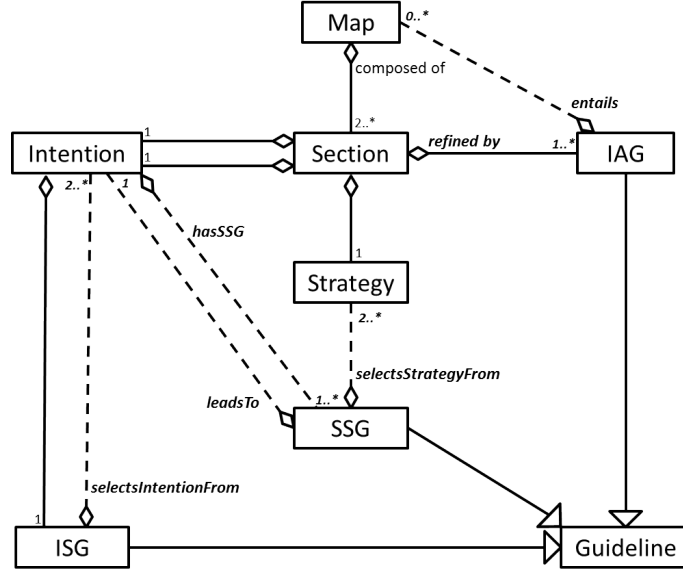 Map
0..*
composed of
entails
2..*
1
Intention
1
Section
refined by
1..*
IAG
2..*
1
hasSSG
1
Strategy
2..*
selectsStrategyFrom
leadsTo
1..*
SSG
selectsIntentionFrom
1
ISG
Guideline